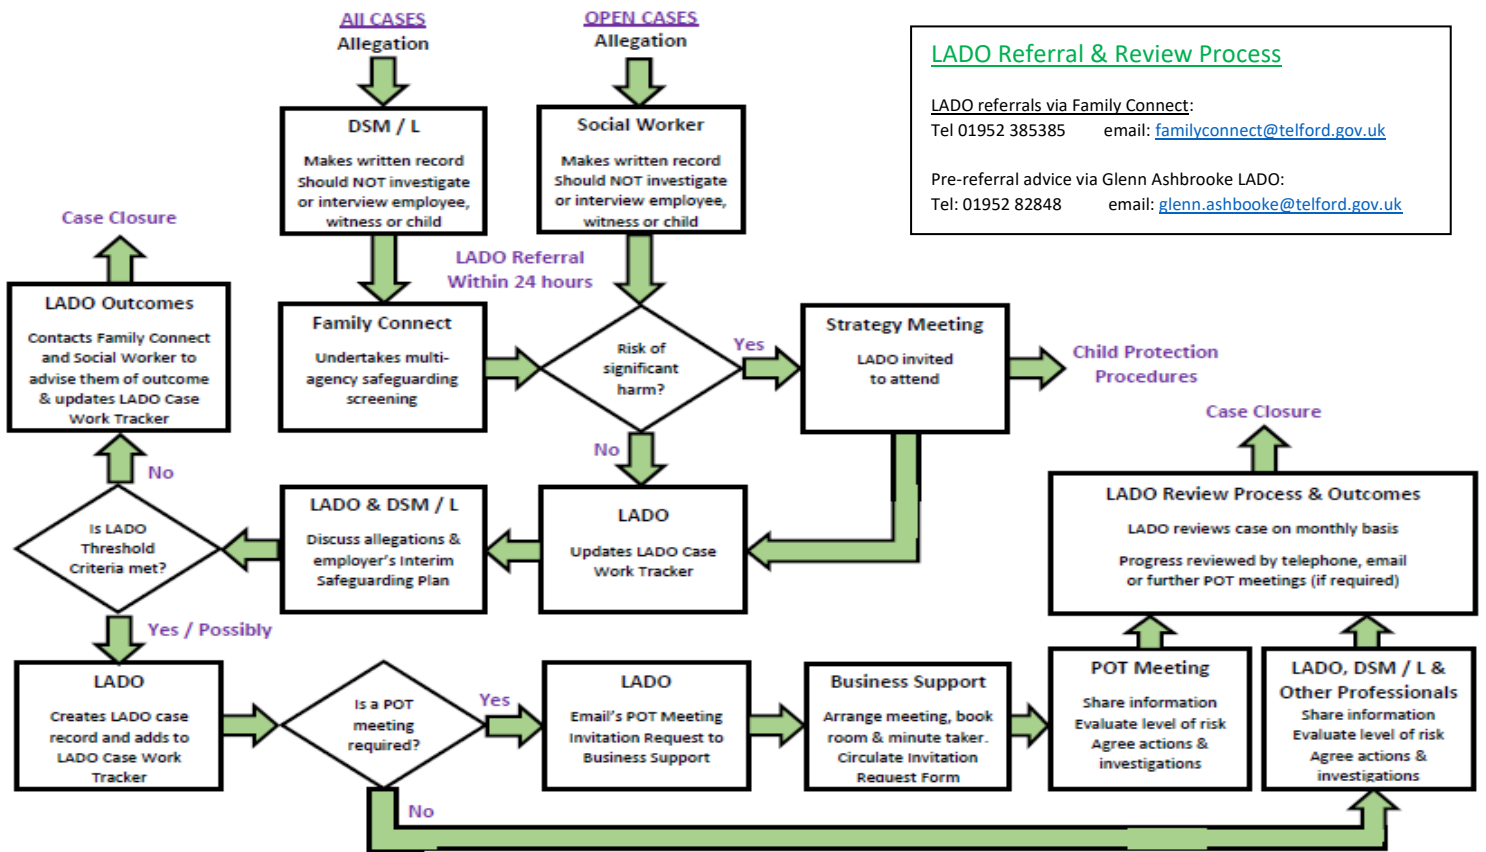 All CASES
Allegation
OPEN CASES
Allegation
LADO Referral & Review Process
LADO referrals via Family Connect:
Tel 01952 385385 email: familyconnect@telford.gov.uk
Pre-referral advice via Glenn Ashbrooke LADO:
Tel: 01952 82848 email: glenn.ashbooke@telford.gov.uk
DSM / L
Makes written record
Should NOT investigate
or interview employee,
witness or child
Social Worker
Makes written record
Should NOT investigate
or interview employee,
witness or child
LADO Referral
Within 24 hours
Case Closure
LADO Outcomes
Contacts Family Connect
and Social Worker to
advise them of outcome
& updates LADO Case
Work Tracker
Family Connect
Undertakes multi-
agency safeguarding
screening
Risk of
significant
harm?
Yes
Strategy Meeting
LADO invited
to attend
Child Protection
Procedures
No
No
Is LADO
Threshold
Criteria met?
LADO & DSM / L
Discuss allegations &
employer's Interim
Safeguarding Plan
LADO
Updates LADO Case
Work Tracker
Case Closure
LADO Review Process & Outcomes
LADO reviews case on monthly basis
Progress reviewed by telephone, email
or further POT meetings (if required)
Yes / Possibly
LADO
Creates LADO case
record and adds to
LADO Case Work
Tracker
Is a POT
meeting
required?
Yes
LADO
Email's POT Meeting
Invitation Request to
Business Support
Business Support
Arrange meeting, book
room & minute taker.
Circulate Invitation
Request Form
POT Meeting
Share information
Evaluate level of risk
Agree actions &
investigations
LADO, DSM / L &
Other Professionals
Share information
Evaluate level of risk
Agree actions &
investigations
No